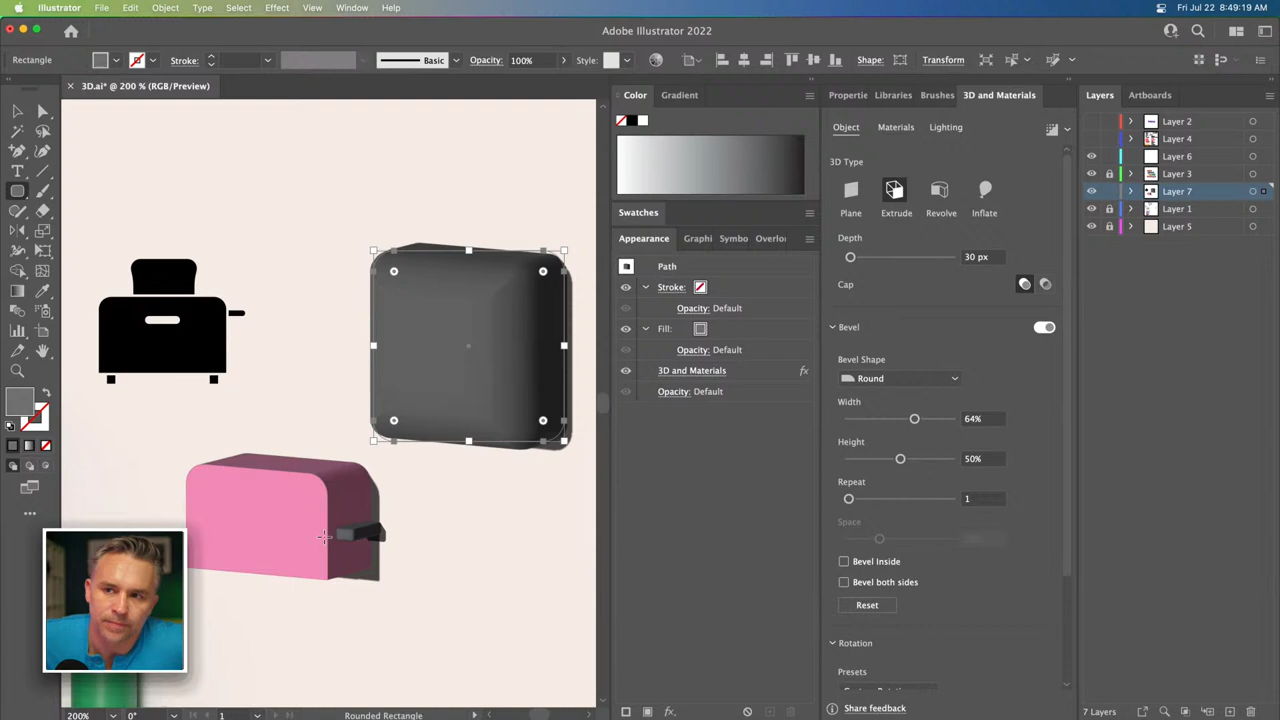 Illustrator File Edit Object Type Select Effect View Window Help Fri Jul 22 8:49:19 AM
Adobe Illustrator 2022
Rectangle Stroke: Basic Opacity: 100% Style: Shape: Transform
3D.ai* @ 200 % (RGB/Preview)
Color Gradient
Swatches
Appearance Graphi Symbo Overloo
Path
Stroke:
Opacity: Default
Fill:
Opacity: Default
3D and Materials fx
Opacity: Default
fx
Propertie Libraries Brushes 3D and Materials
Object Materials Lighting
3D Type
Plane Extrude Revolve Inflate
Depth
30 px
Cap
Bevel
Bevel Shape
Round
Width
64%
Height
50%
Repeat
1
Space
Bevel Inside
Bevel both sides
Reset
Rotation
Presets
Share feedback
Layers Artboards
Layer 2
Layer 4
Layer 6
Layer 3
Layer 7
Layer 1
Layer 5
7 Layers
200% 0° 1 Rounded Rectangle